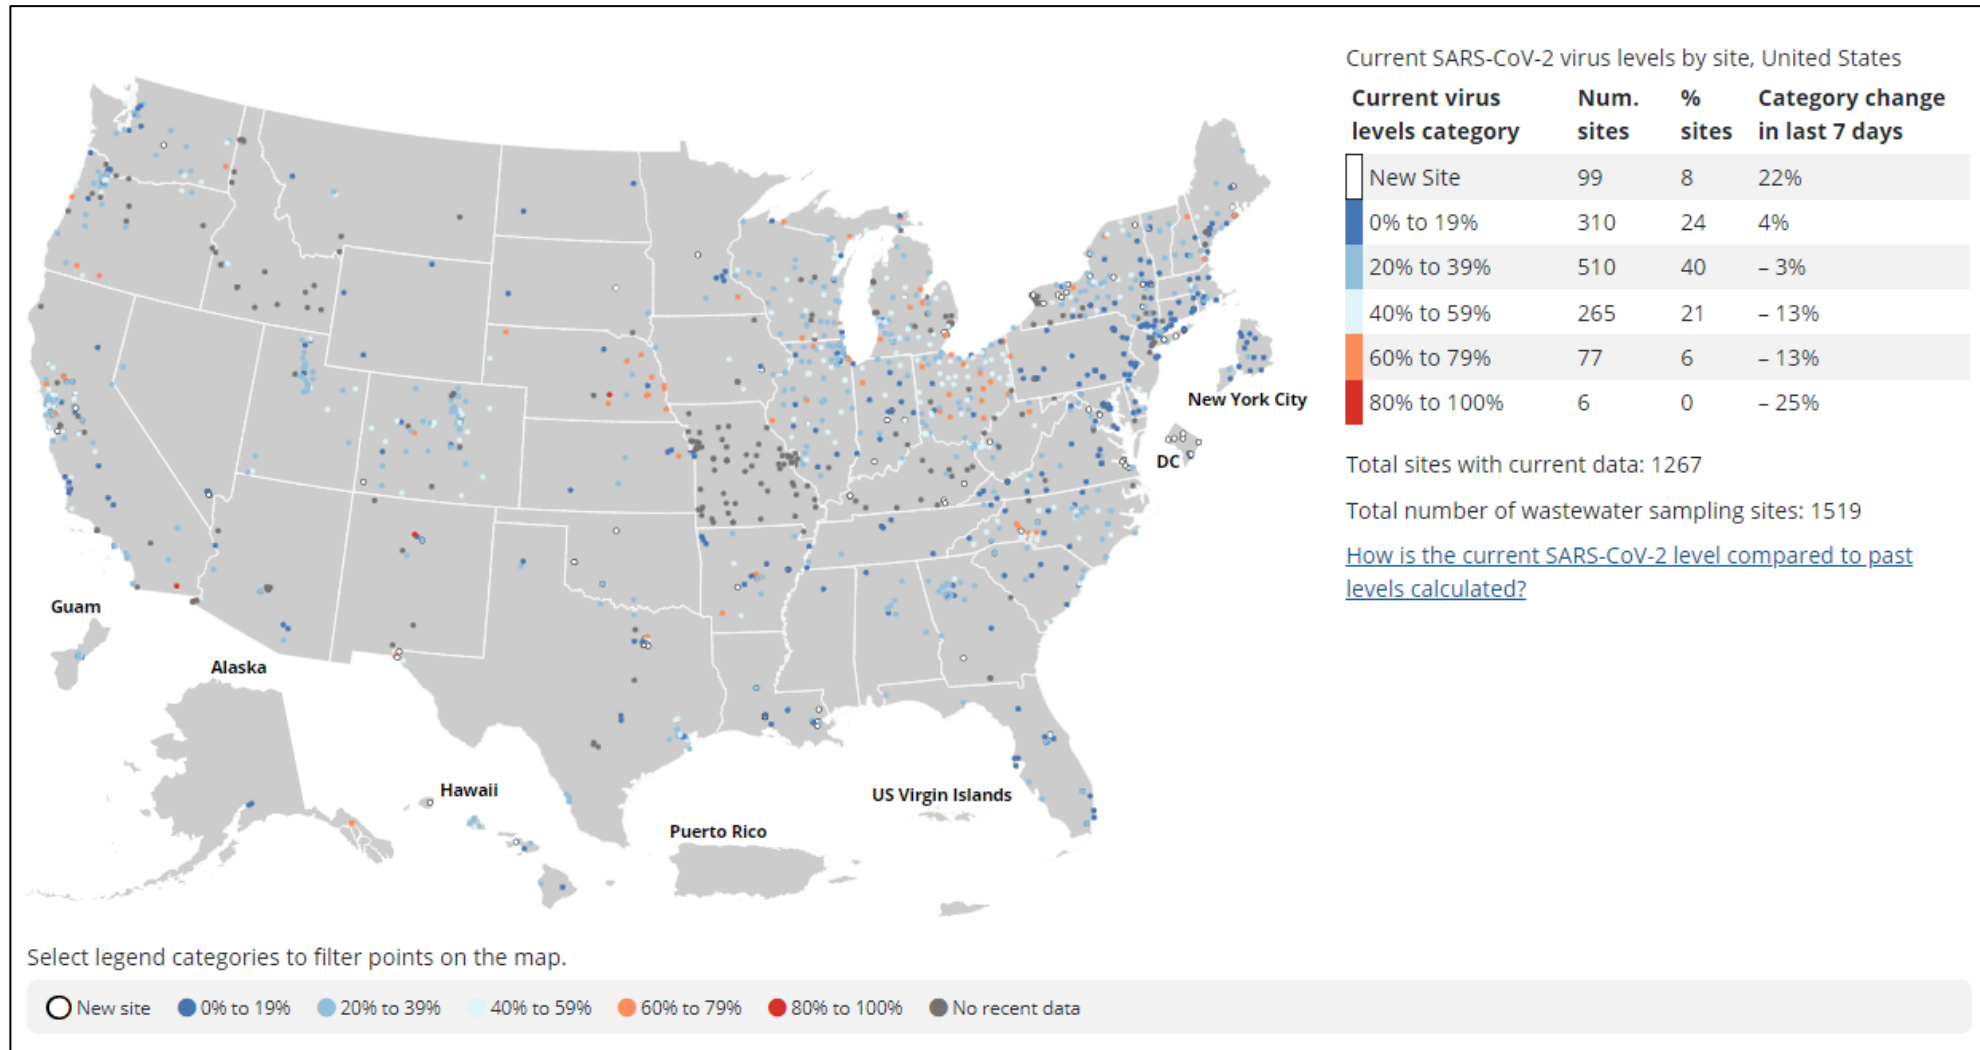 Current SARS-CoV-2 virus levels by site, United States
Current virus levels category Num. sites % sites Category change in last 7 days
New Site 99 8 22%
0% to 19% 310 24 4%
20% to 39% 510 40 – 3%
40% to 59% 265 21 – 13%
60% to 79% 77 6 – 13%
80% to 100% 6 0 – 25%
Total sites with current data: 1267
Total number of wastewater sampling sites: 1519
How is the current SARS-CoV-2 level compared to past
levels calculated?
New York City
DC
Guam
Alaska
Hawaii
US Virgin Islands
Puerto Rico
Select legend categories to filter points on the map.
New site 0% to 19% 20% to 39% 40% to 59% 60% to 79% 80% to 100% No recent data